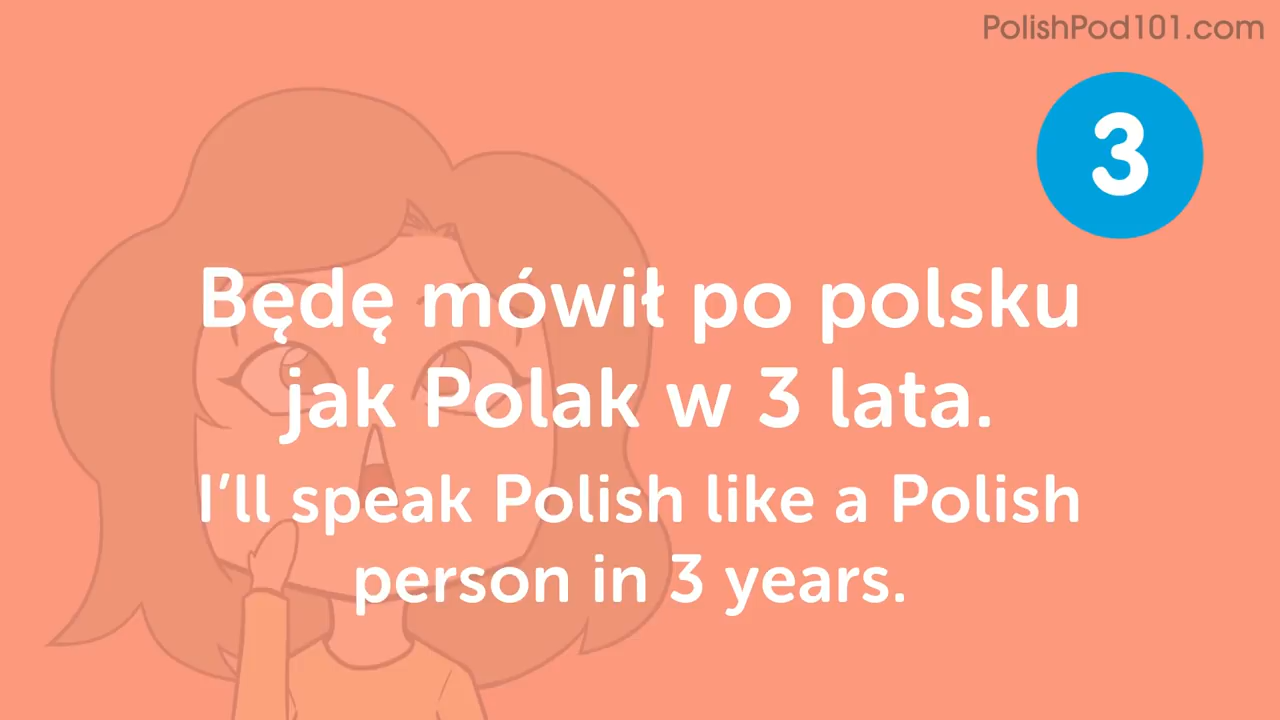 PolishPod101.com
3
Będę mówił po polsku
jak Polak w 3 lata.
I’ll speak Polish like a Polish
person in 3 years.